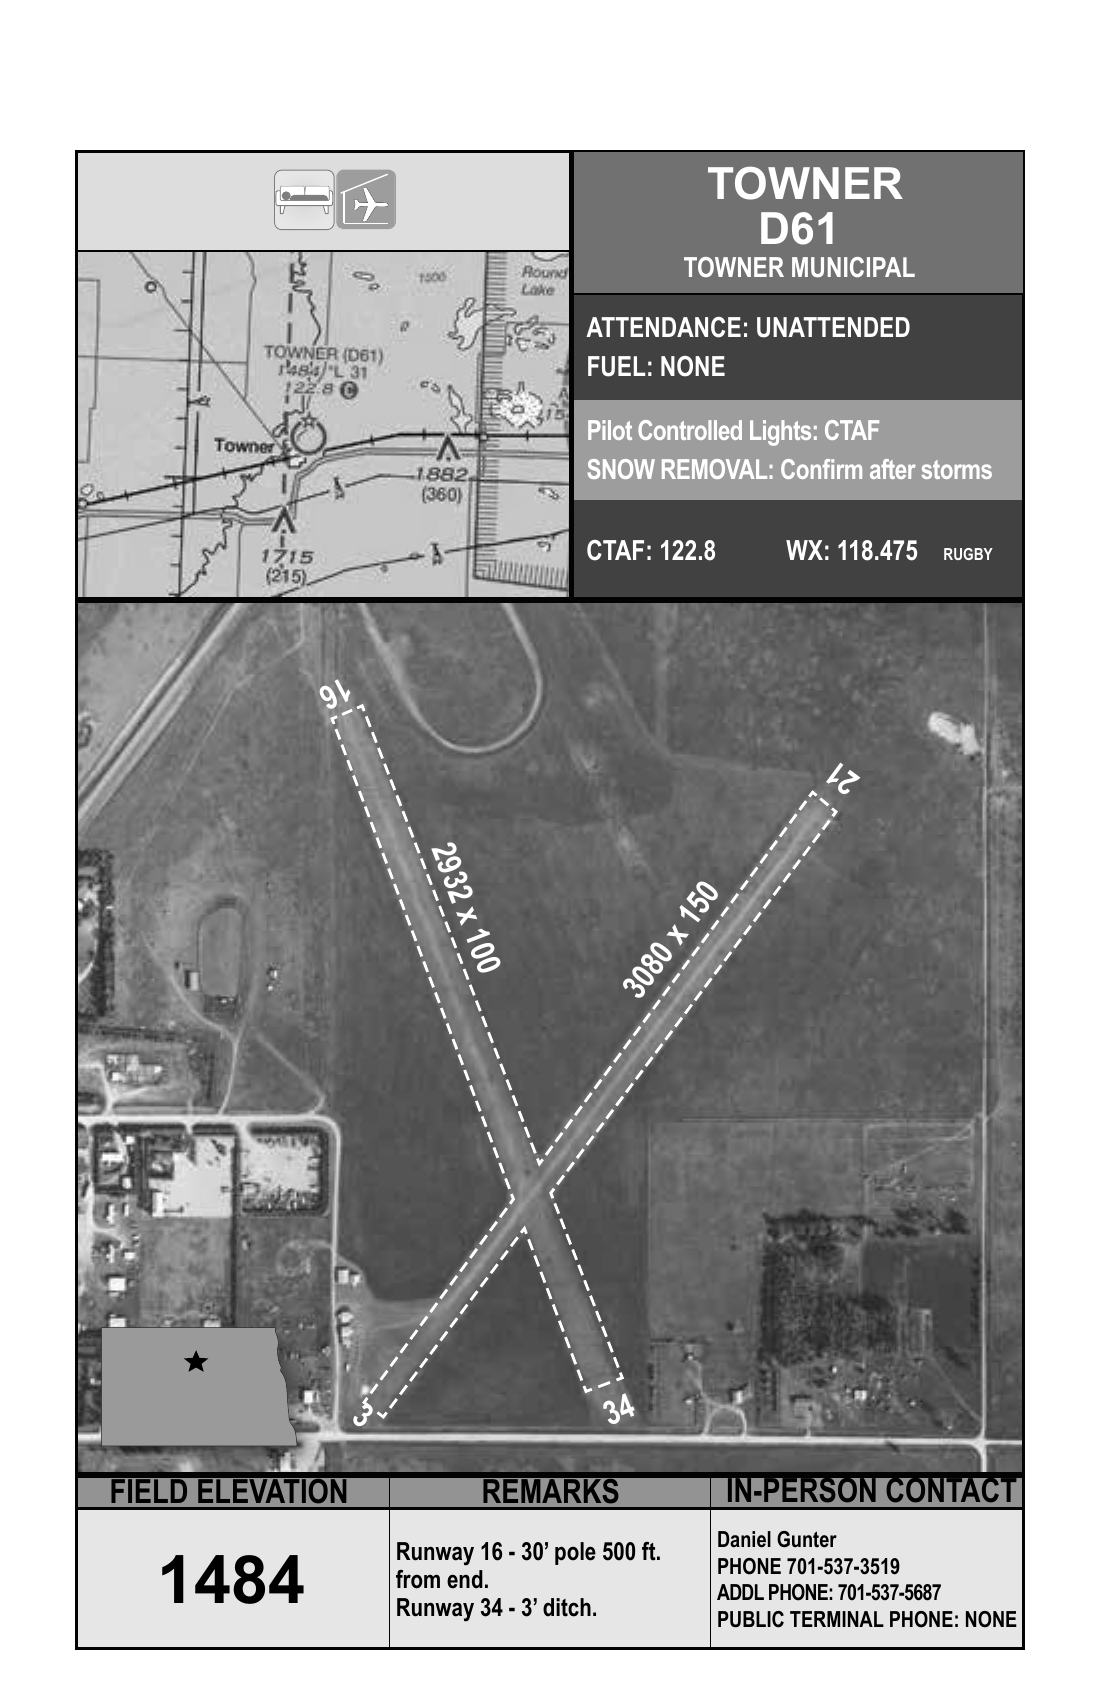 TOWNER
D61
TOWNER MUNICIPAL
ATTENDANCE: UNATTENDED
FUEL: NONE
Pilot Controlled Lights: CTAF
SNOW REMOVAL: Confirm after storms
CTAF: 122.8 WX: 118.475 RUGBY
1500
Round
Lake
TOWNER (D61)
1484 *L 31
122.8 C
Towner
1882
(360)
1715
(215)
16
21
2932 x 100
3080 x 150
3
34
FIELD ELEVATION
1484
REMARKS
Runway 16 - 30’ pole 500 ft.
from end.
Runway 34 - 3’ ditch.
IN-PERSON CONTACT
Daniel Gunter
PHONE 701-537-3519
ADDL PHONE: 701-537-5687
PUBLIC TERMINAL PHONE: NONE